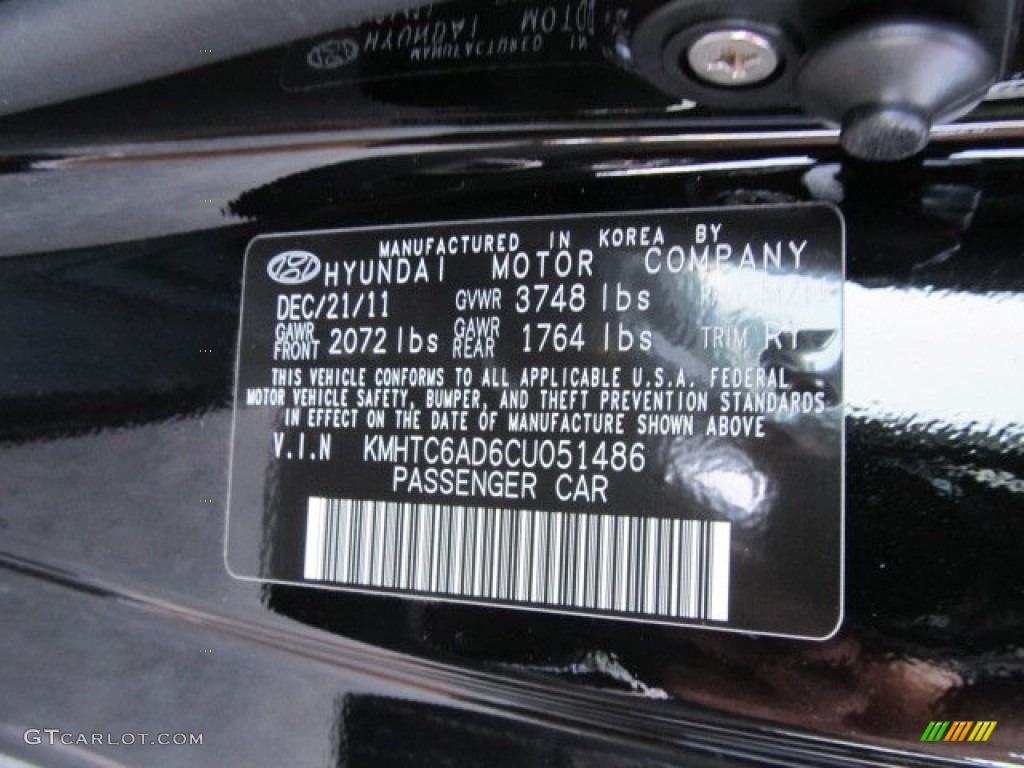 MANUFACTURED IN KOREA BY
HYUNDAI MOTOR COMPANY
DEC/21/11 GVWR 3748 lbs
GAWR FRONT 2072 lbs GAWR REAR 1764 lbs TRIM RY
THIS VEHICLE CONFORMS TO ALL APPLICABLE U.S.A. FEDERAL
MOTOR VEHICLE SAFETY, BUMPER, AND THEFT PREVENTION STANDARDS
IN EFFECT ON THE DATE OF MANUFACTURE SHOWN ABOVE
V.I.N KMHTC6AD6CU051486
PASSENGER CAR
GTCARLOT.COM